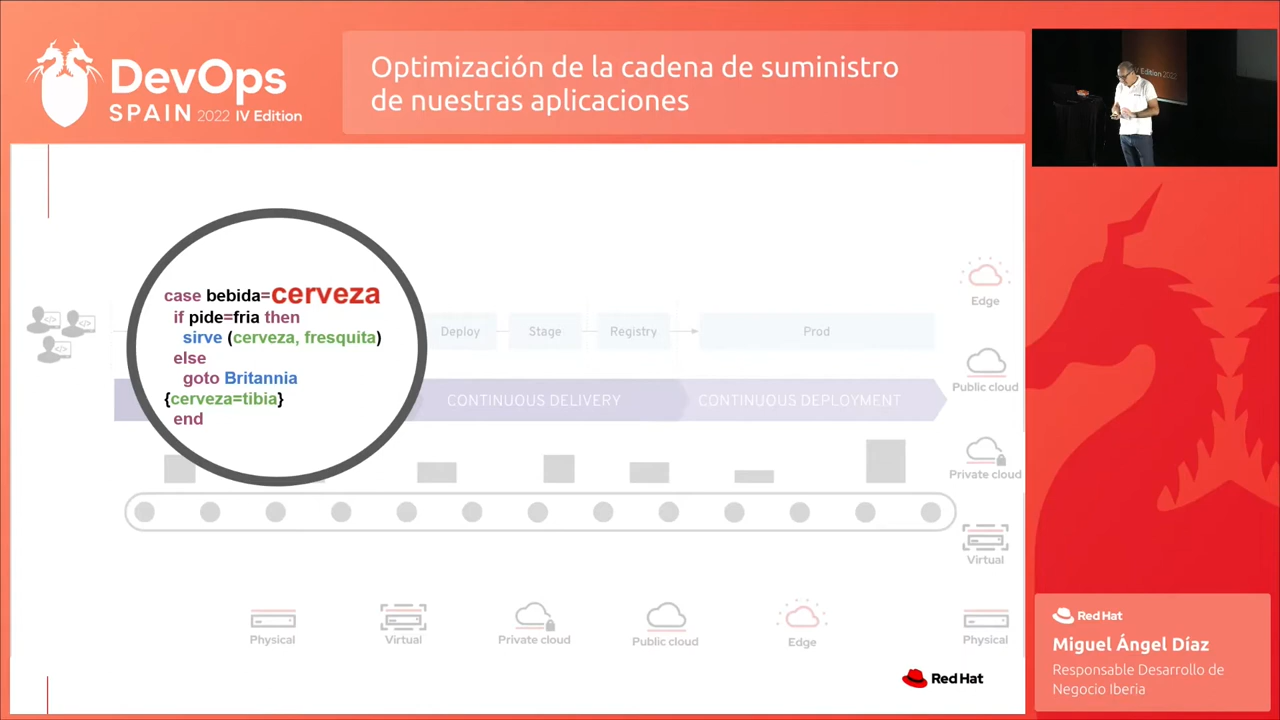 DevOps
SPAIN 2022 IV Edition
Optimización de la cadena de suministro
de nuestras aplicaciones
IV Edition 2022
case bebida=cerveza
if pide=fria then
sirve (cerveza, fresquita)
else
goto Britannia
{cerveza=tibia}
end
Deploy
Stage
Registry
Prod
CONTINUOUS DELIVERY
CONTINUOUS DEPLOYMENT
Edge
Public cloud
Private cloud
Virtual
Physical
Physical
Virtual
Private cloud
Public cloud
Edge
Red Hat
Red Hat
Miguel Ángel Díaz
Responsable Desarrollo de
Negocio Iberia